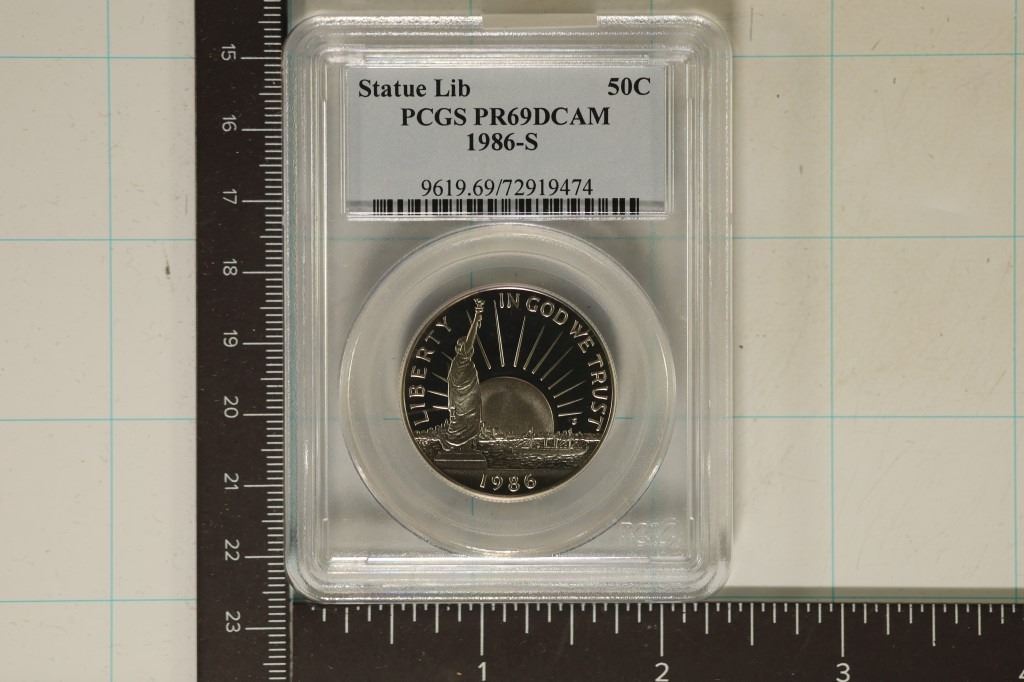 Statue Lib 50C
PCGS PR69DCAM
1986-S
9619.69/72919474
IN GOD WE TRUST
LIBERTY
1986
PCGS
15
16
17
18
19
20
21
22
23
1 2 3